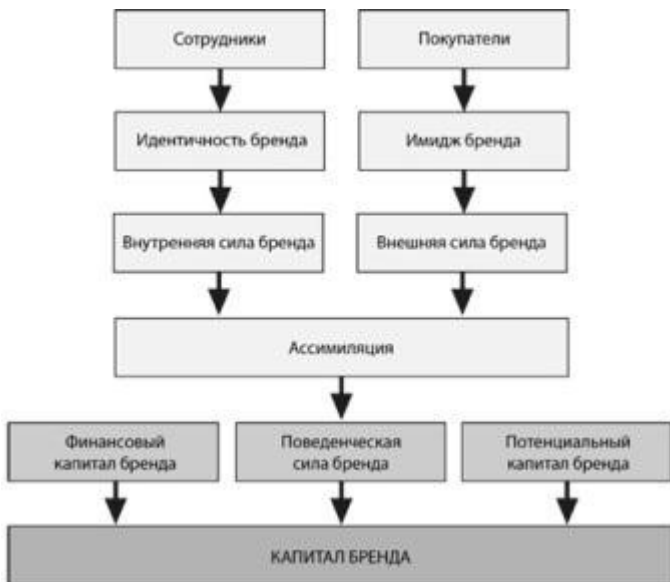 Сотрудники
Покупатели
Идентичность бренда
Имидж бренда
Внутренняя сила бренда
Внешняя сила бренда
Ассимиляция
Финансовый
капитал бренда
Поведенческая
сила бренда
Потенциальный
капитал бренда
КАПИТАЛ БРЕНДА